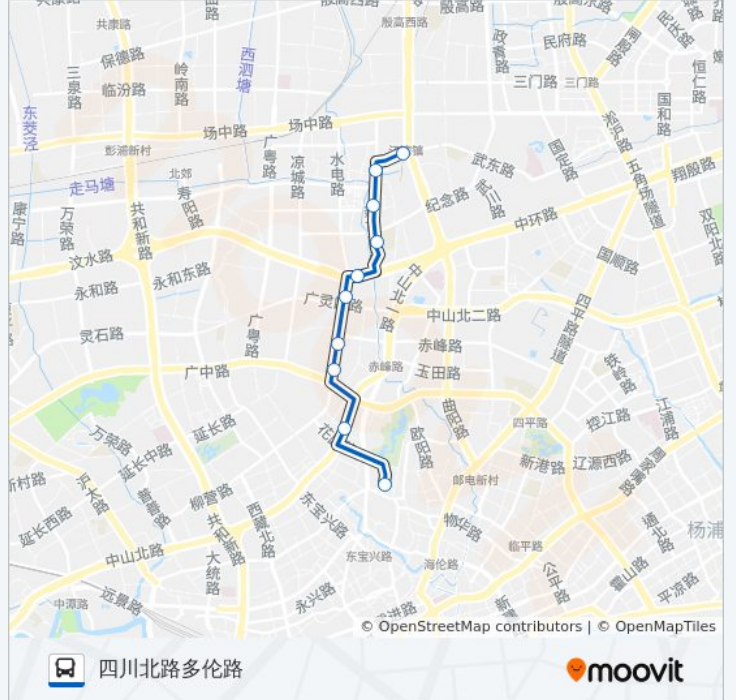 共康路
殷高西路
殷高路
政青路
民府路
三门路
三门路
恒仁路
国和路
淞沪路
保德路
岭南路
临汾路
三泉路
西泗塘
东茭泾
场中路
场中路
彭浦新村
广粤路
凉城路
水电路
武东路
国定路
五角场隧道
翔殷路
北郊
走马塘
寿阳路
纪念路
武川路
康宁路
万荣路
共和新路
中环路
双阳北路
汶水路
永和东路
国顺路
永和路
中山北一路
广灵
路
中山北二路
四平路隧道
灵石路
广粤路
赤峰路
赤峰路
玉田路
广中路
铁岭路
曲阳路
江浦路
四平路
控江路
万荣路
延长路
延长中路
花
欧阳路
新港路
辽源西路
周家嘴路
新村路
沪太路
普善路
柳营路
邮电新村
延长西路
共和新路
西藏北路
东宝兴路
物华路
通北路
杨浦
中山北路
大统路
东宝兴路
海伦路
临平路
公平路
霍山路
平凉路
中潭路
远景路
永兴路
© OpenStreetMap contributors | © OpenMapTiles
四川北路多伦路
moovit